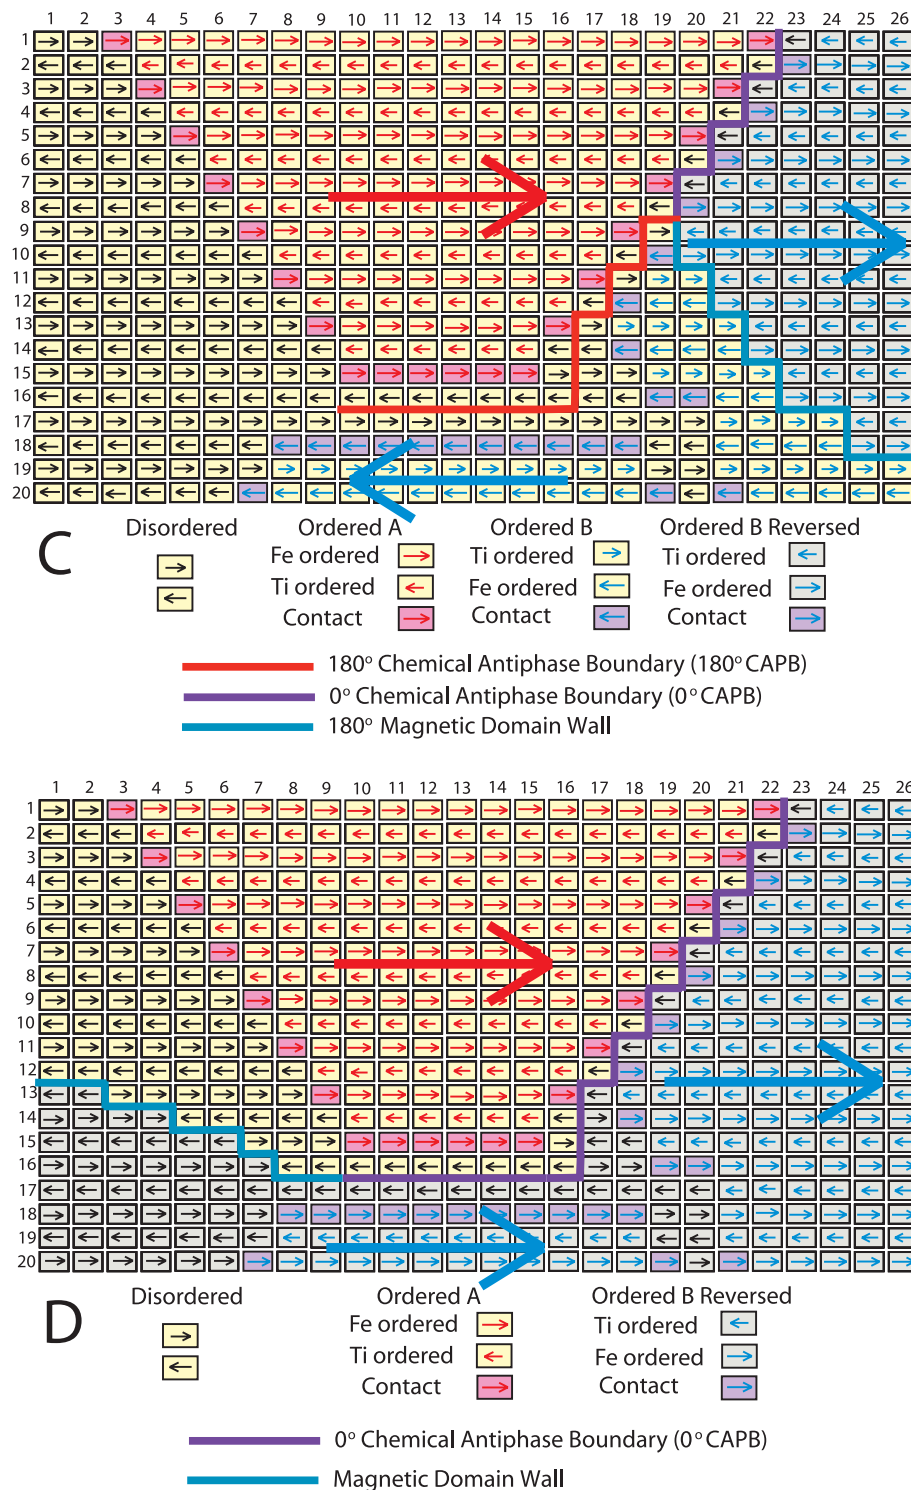 1 2 3 4 5 6 7 8 9 10 11 12 13 14 15 16 17 18 19 20 21 22 23 24 25 26
1
2
3
4
5
6
7
8
9
10
11
12
13
14
15
16
17
18
19
20
C
Disordered Ordered A Ordered B Ordered B Reversed
Fe ordered Ti ordered Ti ordered
Ti ordered Fe ordered Fe ordered
Contact Contact Contact
180° Chemical Antiphase Boundary (180° CAPB)
0° Chemical Antiphase Boundary (0° CAPB)
180° Magnetic Domain Wall
1 2 3 4 5 6 7 8 9 10 11 12 13 14 15 16 17 18 19 20 21 22 23 24 25 26
1
2
3
4
5
6
7
8
9
10
11
12
13
14
15
16
17
18
19
20
D
Disordered Ordered A Ordered B Reversed
Fe ordered Ti ordered
Ti ordered Fe ordered
Contact Contact
0° Chemical Antiphase Boundary (0° CAPB)
Magnetic Domain Wall